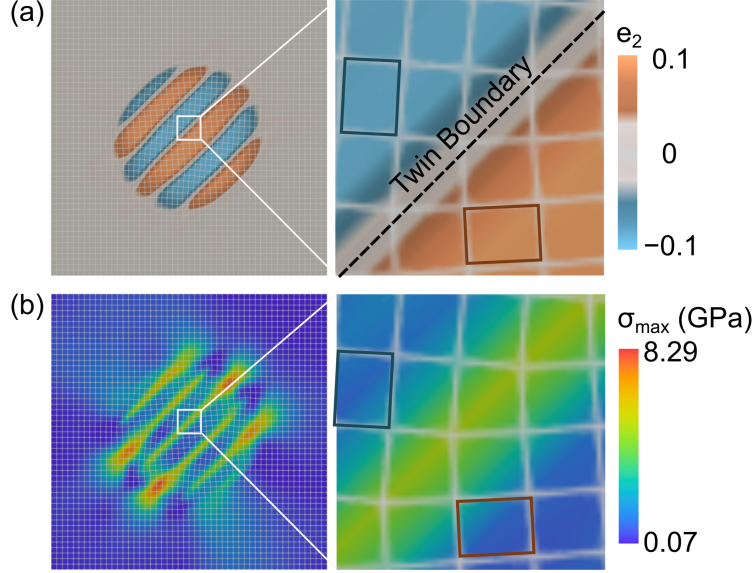 (a)
Twin Boundary
e₂
0.1
0
−0.1
(b)
σmax (GPa)
8.29
0.07